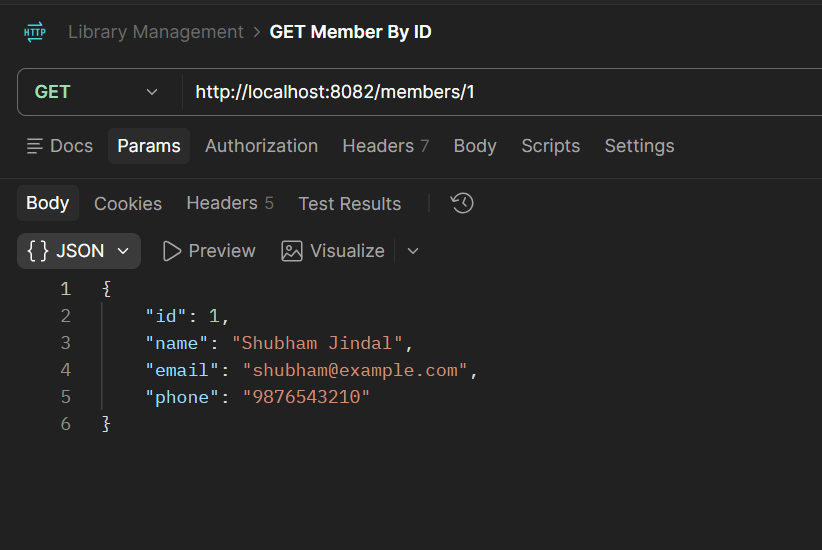 HTTP Library Management > GET Member By ID
GET http://localhost:8082/members/1
Docs Params Authorization Headers 7 Body Scripts Settings
Body Cookies Headers 5 Test Results
{} JSON Preview Visualize
1 {
2 "id": 1,
3 "name": "Shubham Jindal",
4 "email": "shubham@example.com",
5 "phone": "9876543210"
6 }